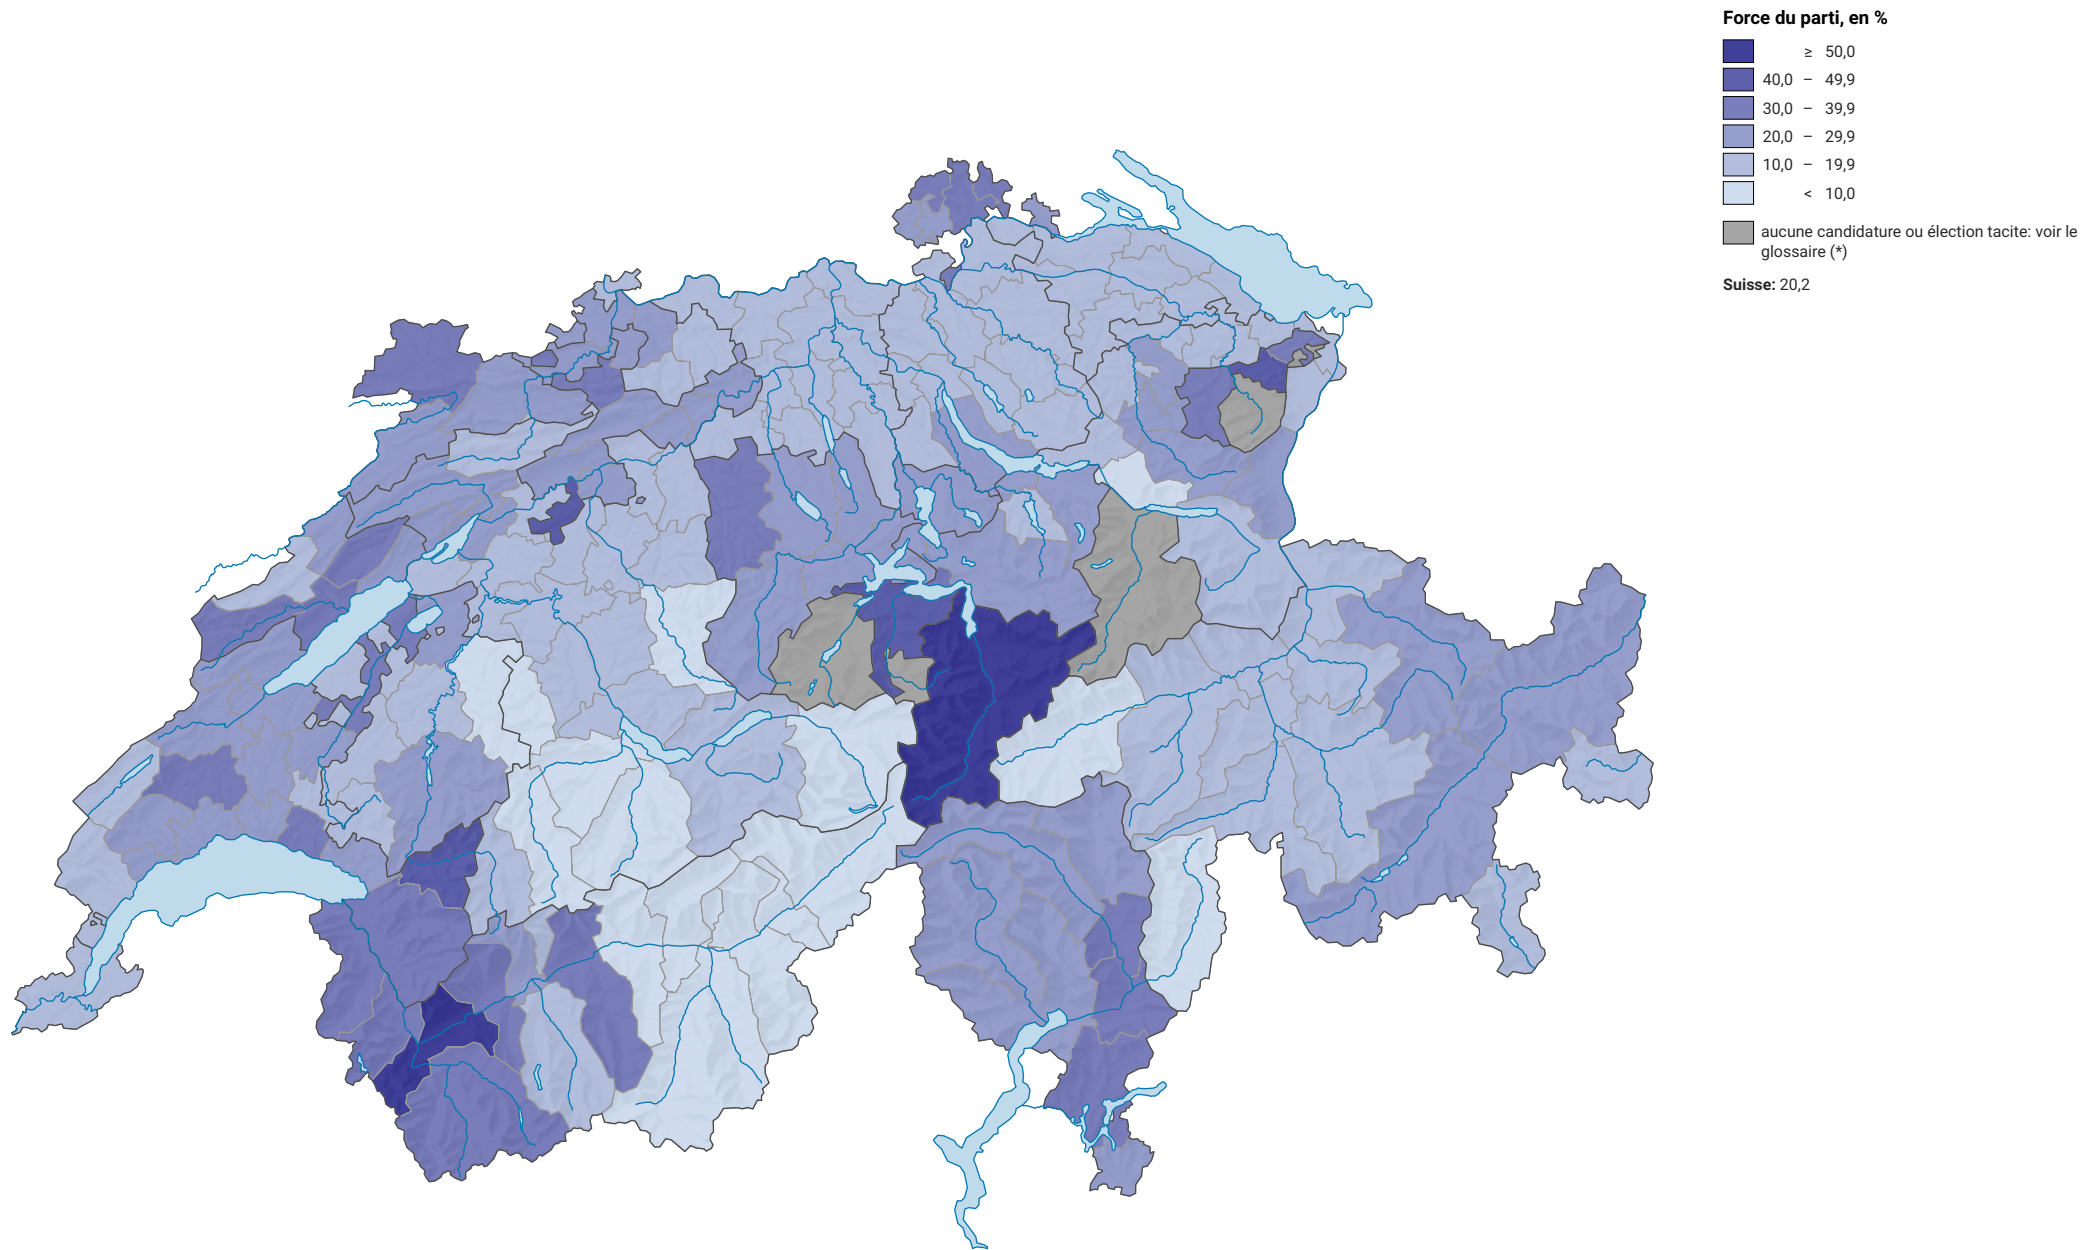 Force du parti, en %
≥ 50,0
40,0 – 49,9
30,0 – 39,9
20,0 – 29,9
10,0 – 19,9
< 10,0
aucune candidature ou élection tacite: voir le
glossaire (*)
Suisse: 20,2